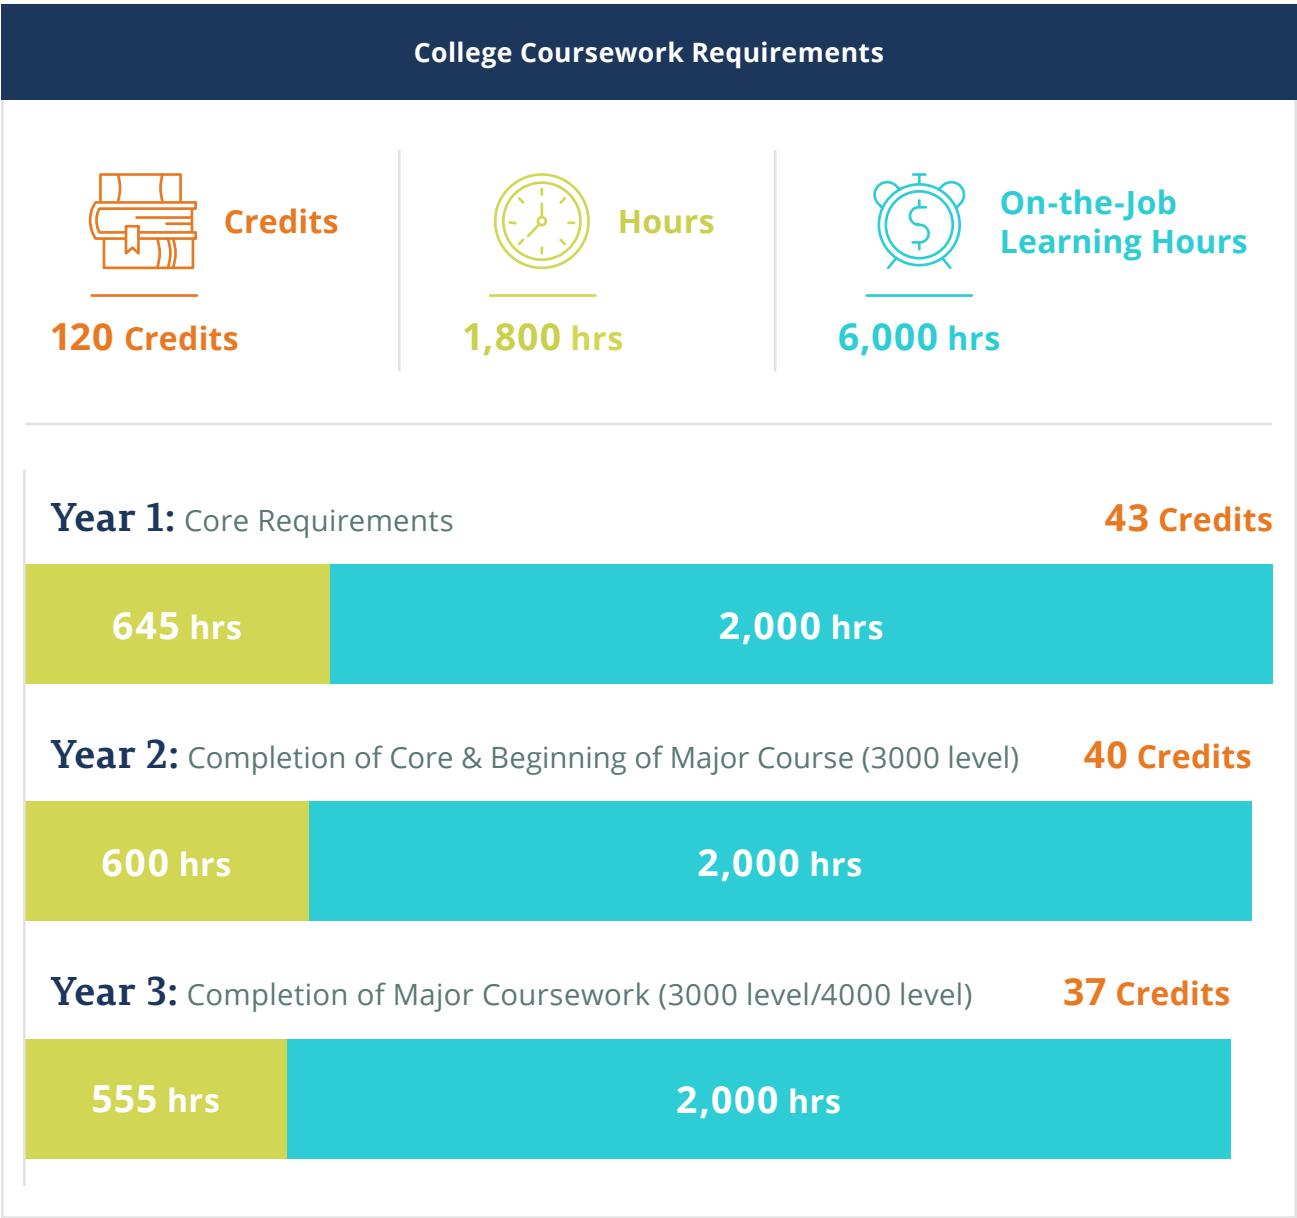 College Coursework Requirements
Credits
120 Credits
Hours
1,800 hrs
On-the-Job
Learning Hours
6,000 hrs
Year 1: Core Requirements
43 Credits
645 hrs
2,000 hrs
Year 2: Completion of Core & Beginning of Major Course (3000 level)
40 Credits
600 hrs
2,000 hrs
Year 3: Completion of Major Coursework (3000 level/4000 level)
37 Credits
555 hrs
2,000 hrs